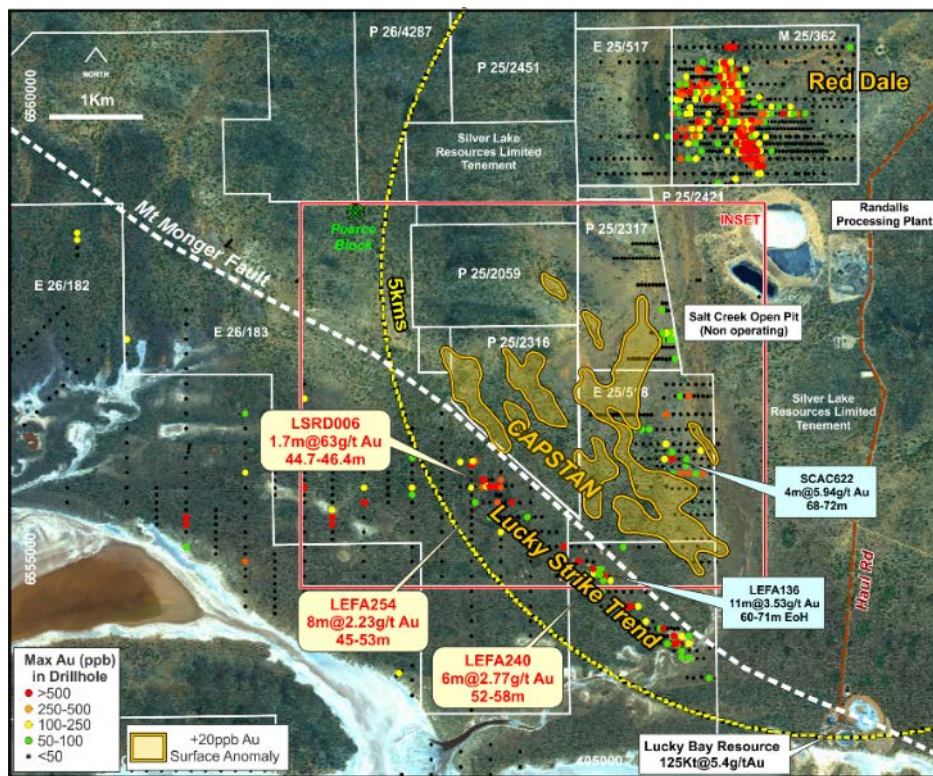 P 26/4287
E 25/517
M 25/362
P 25/2451
Red Dale
NORTH
1Km
6560000
Silver Lake
Resources Limited
Tenement
P 25/2421
INSET
Randalls
Processing Plant
Mt Monger Fault
Pearce
Block
P 25/2317
P 25/2059
5kms
E 26/182
E 26/183
Salt Creek Open Pit
(Non operating)
P 25/2316
E 25/518
Silver Lake
Resources Limited
Tenement
LSRD006
1.7m@63g/t Au
44.7-46.4m
CAPSTAN
SCAC622
4m@5.94g/t Au
68-72m
Lucky Strike Trend
6555000
Haul Rd
LEFA136
11m@3.53g/t Au
60-71m EoH
LEFA254
8m@2.23g/t Au
45-53m
LEFA240
6m@2.77g/t Au
52-58m
Max Au (ppb)
in Drillhole
>500
250-500
100-250
50-100
<50
+20ppb Au
Surface Anomaly
405000
Lucky Bay Resource
125Kt@5.4g/tAu